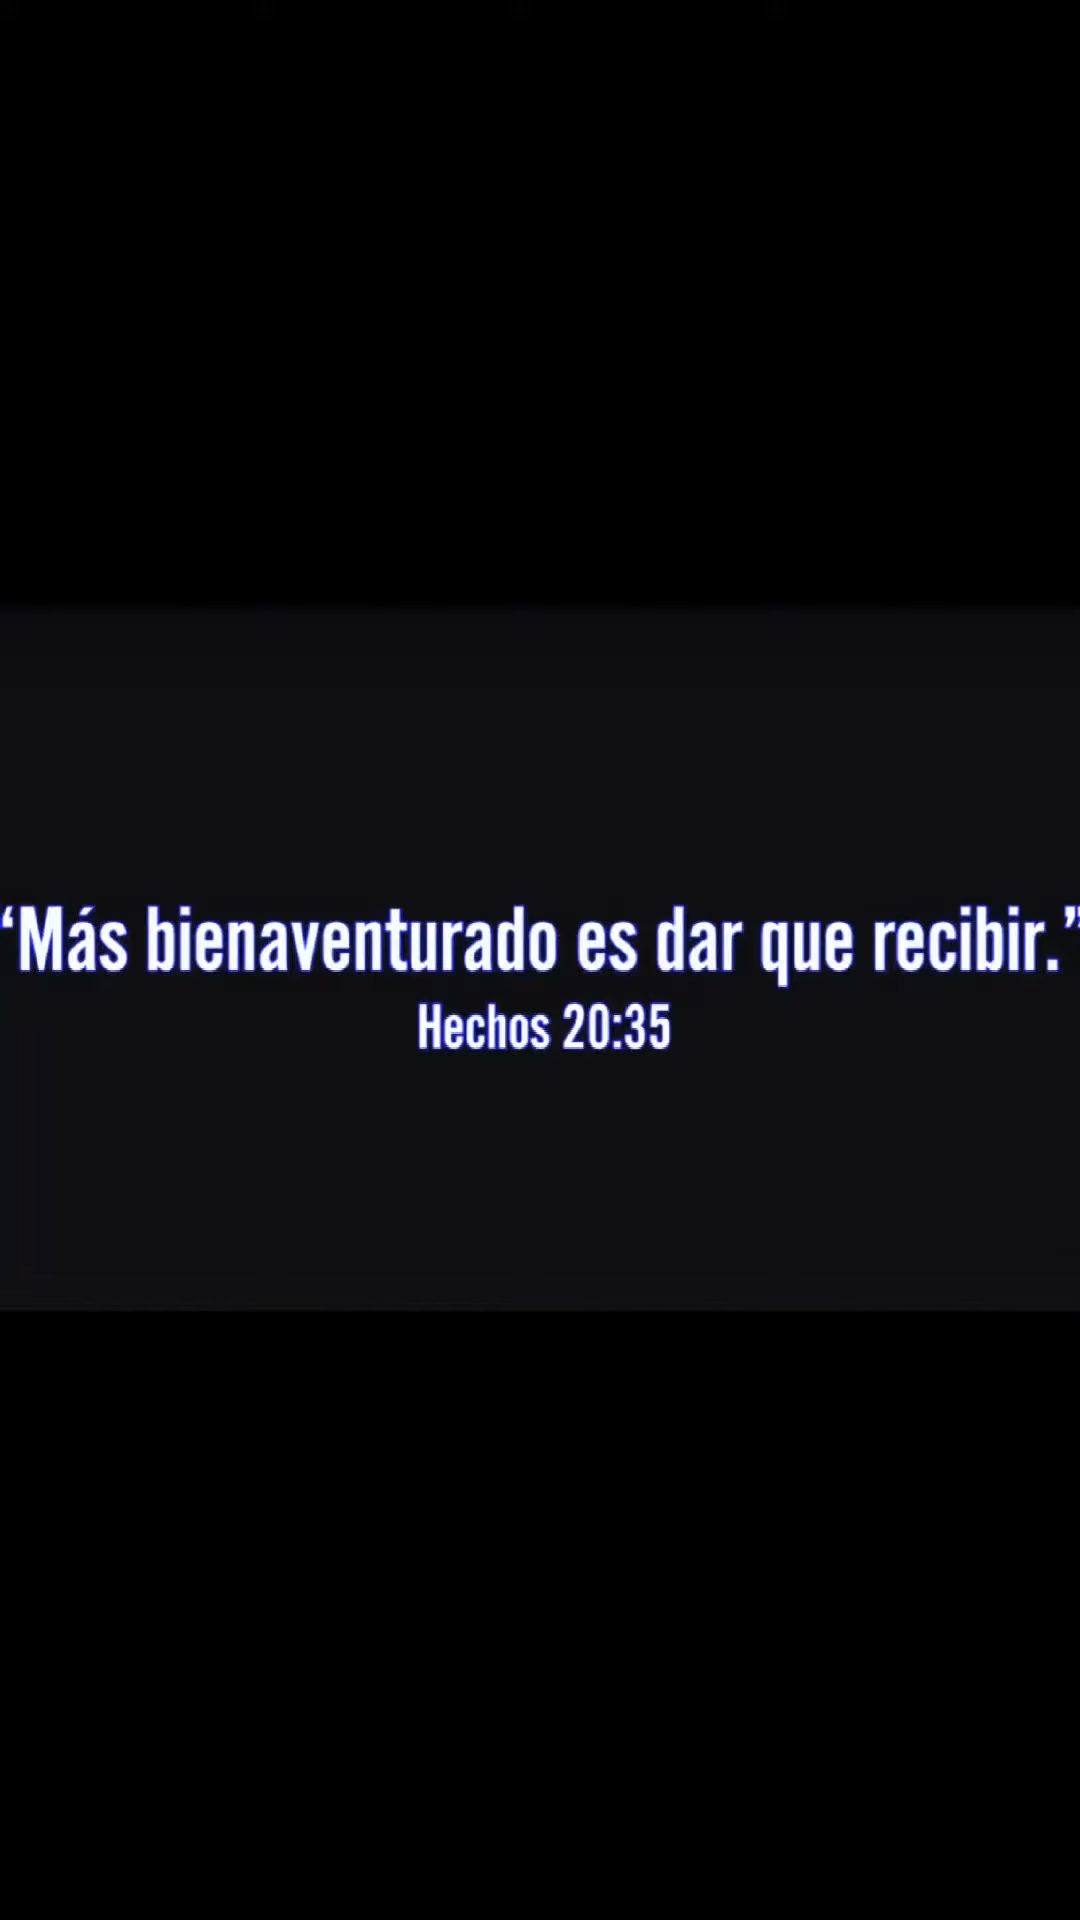 “Más bienaventurado es dar que recibir.”
Hechos 20:35